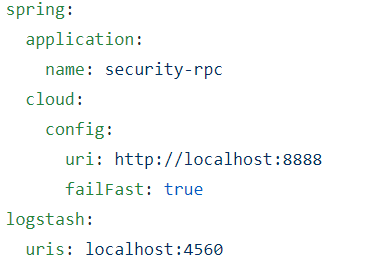 spring:
  application:
    name: security-rpc
  cloud:
    config:
      uri: http://localhost:8888
      failFast: true
logstash:
  uris: localhost:4560